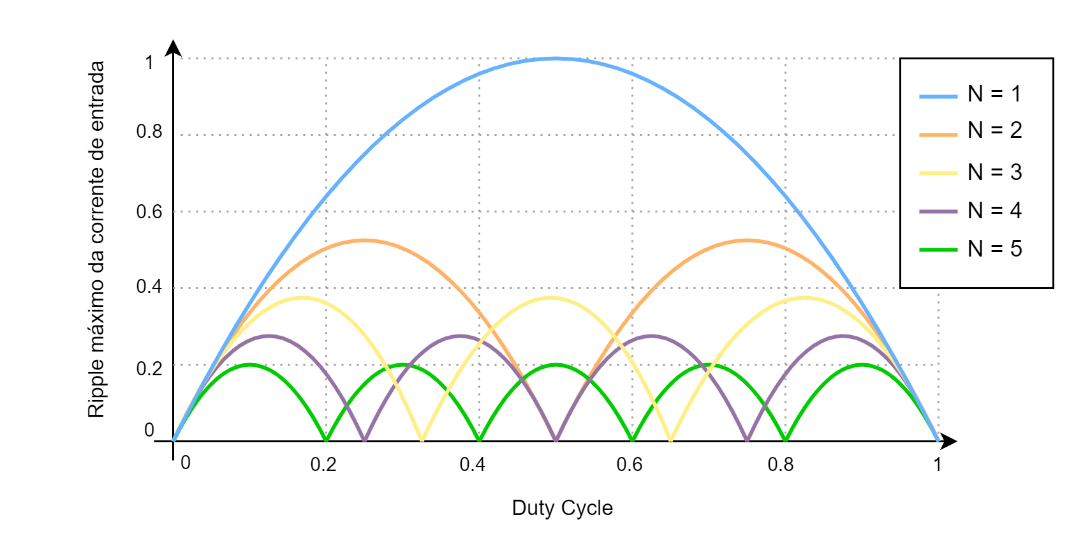 Ripple máximo da corrente de entrada
1
0.8
0.6
0.4
0.2
0
0
0.2
0.4
0.6
0.8
1
Duty Cycle
N = 1
N = 2
N = 3
N = 4
N = 5